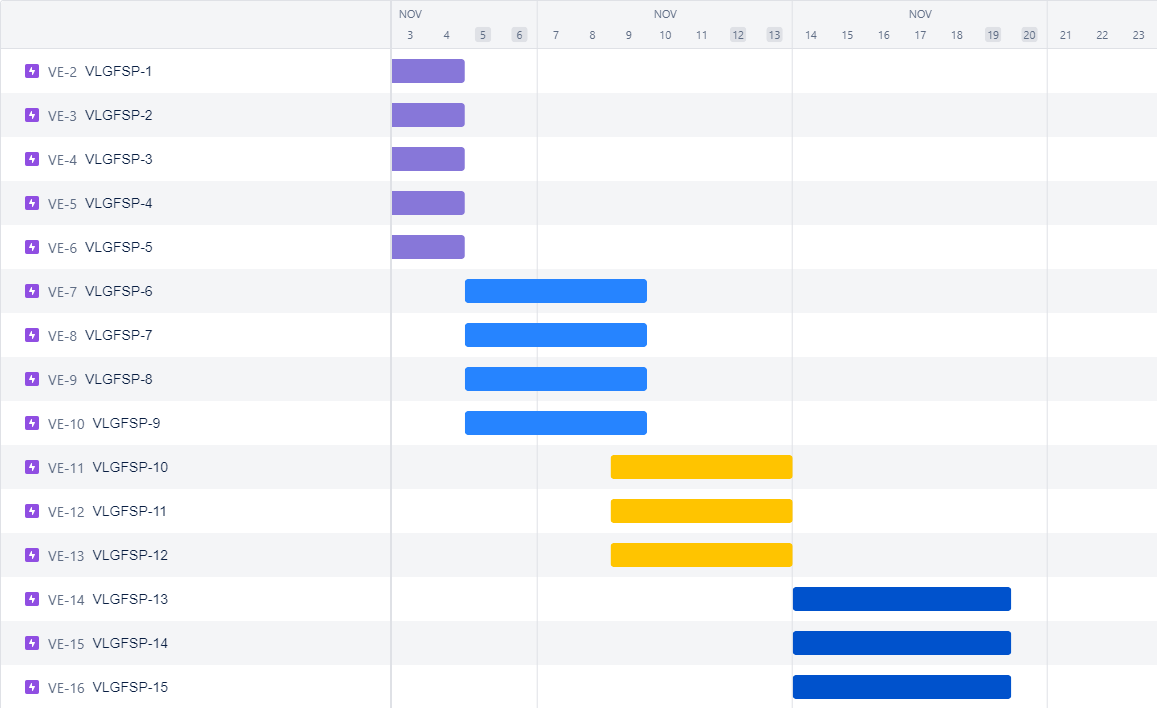 NOV NOV NOV
3 4 5 6 7 8 9 10 11 12 13 14 15 16 17 18 19 20 21 22 23
VE-2 VLGFSP-1
VE-3 VLGFSP-2
VE-4 VLGFSP-3
VE-5 VLGFSP-4
VE-6 VLGFSP-5
VE-7 VLGFSP-6
VE-8 VLGFSP-7
VE-9 VLGFSP-8
VE-10 VLGFSP-9
VE-11 VLGFSP-10
VE-12 VLGFSP-11
VE-13 VLGFSP-12
VE-14 VLGFSP-13
VE-15 VLGFSP-14
VE-16 VLGFSP-15